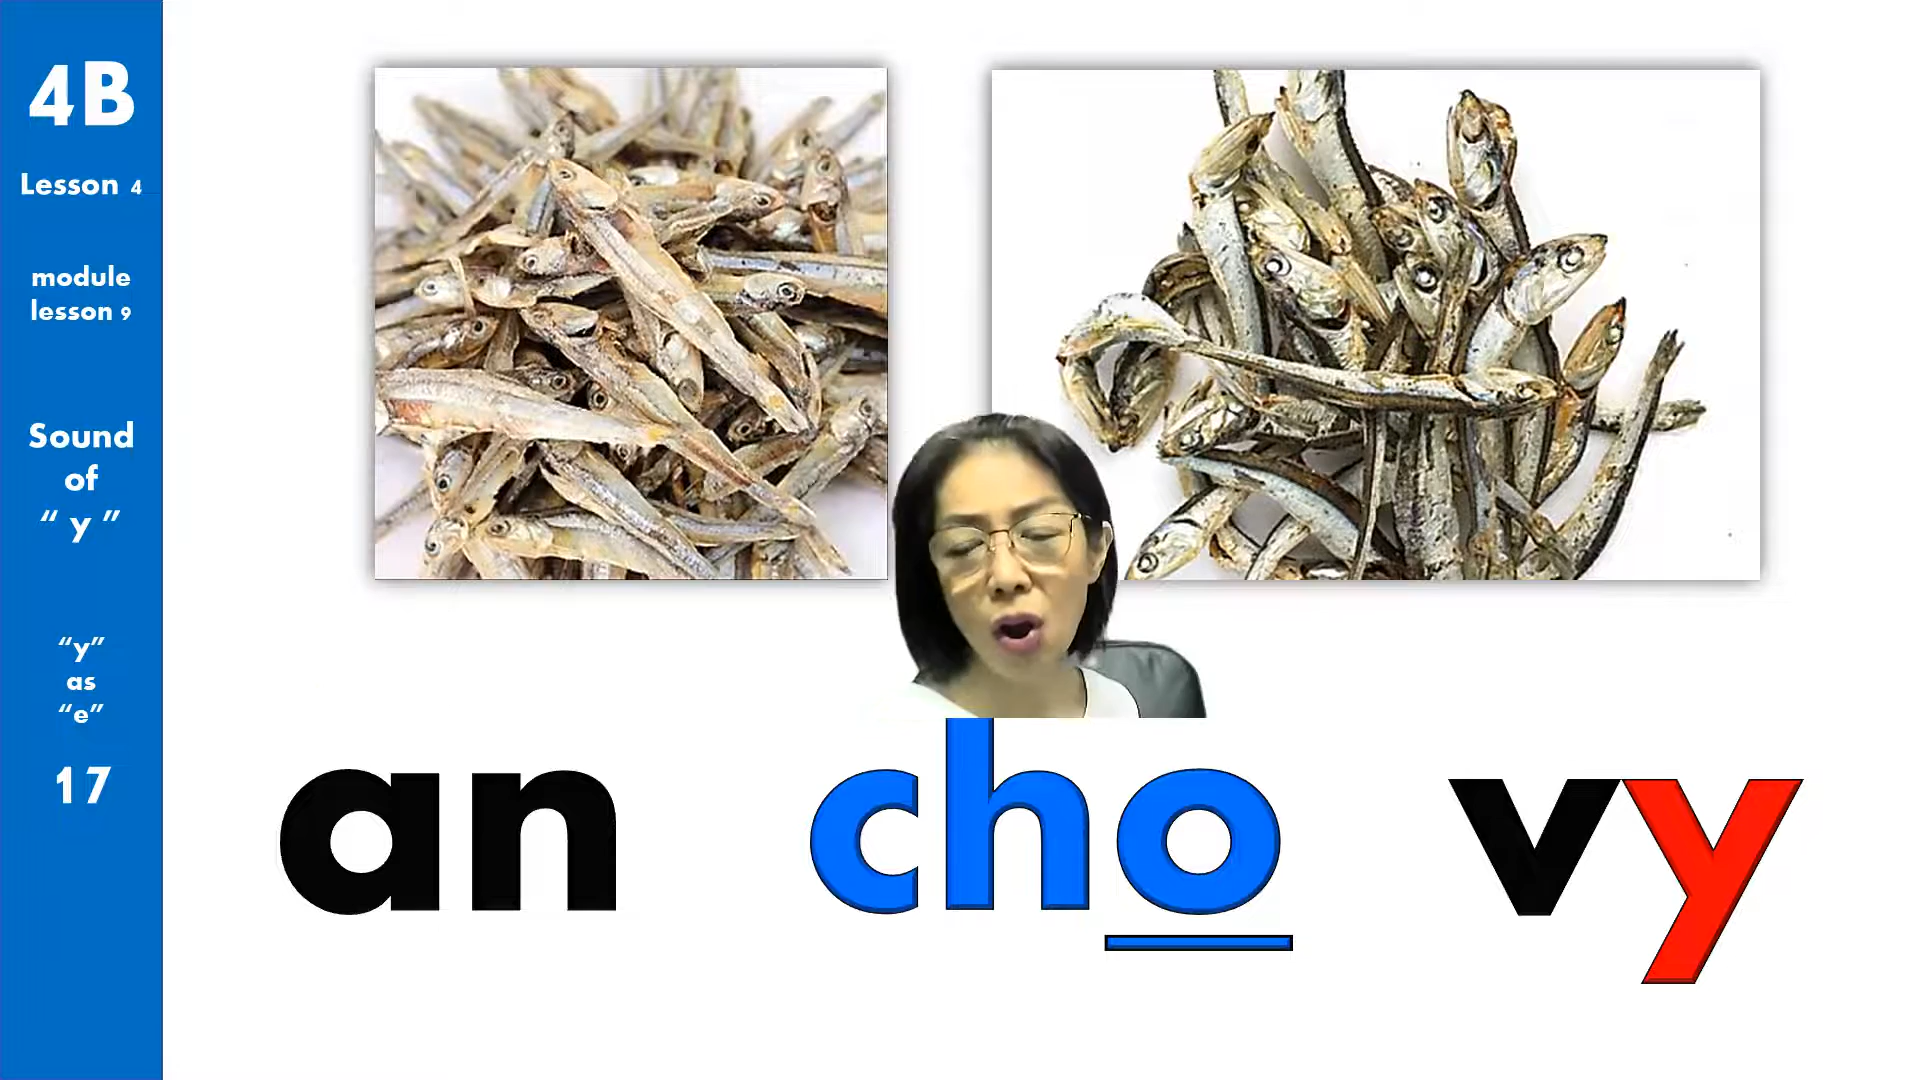 4B
Lesson 4
module
lesson 9
Sound
of
“ y ”
“y”
as
“e”
17
an cho vy